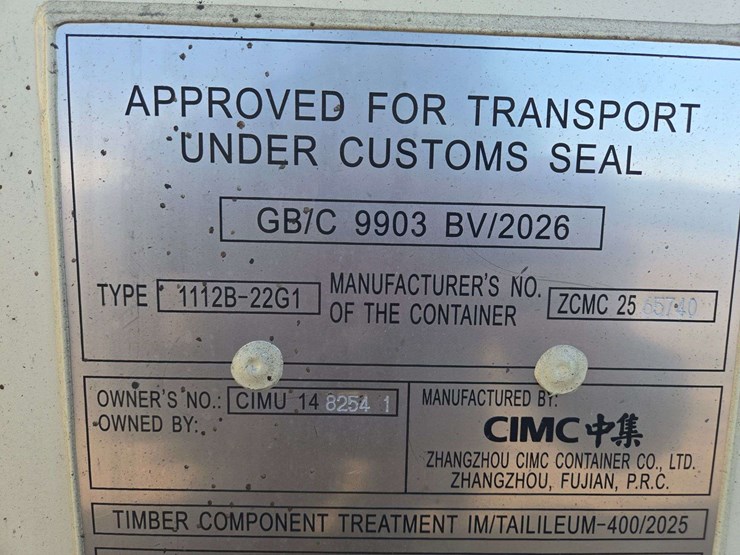 APPROVED FOR TRANSPORT
UNDER CUSTOMS SEAL
GB/C 9903 BV/2026
TYPE 1112B-22G1 MANUFACTURER'S NO. OF THE CONTAINER ZCMC 25 65740
OWNER'S NO.: CIMU 14 8254 1
OWNED BY:
MANUFACTURED BY:
CIMC 中集
ZHANGZHOU CIMC CONTAINER CO., LTD.
ZHANGZHOU, FUJIAN, P.R.C.
TIMBER COMPONENT TREATMENT IM/TAILILEUM-400/2025